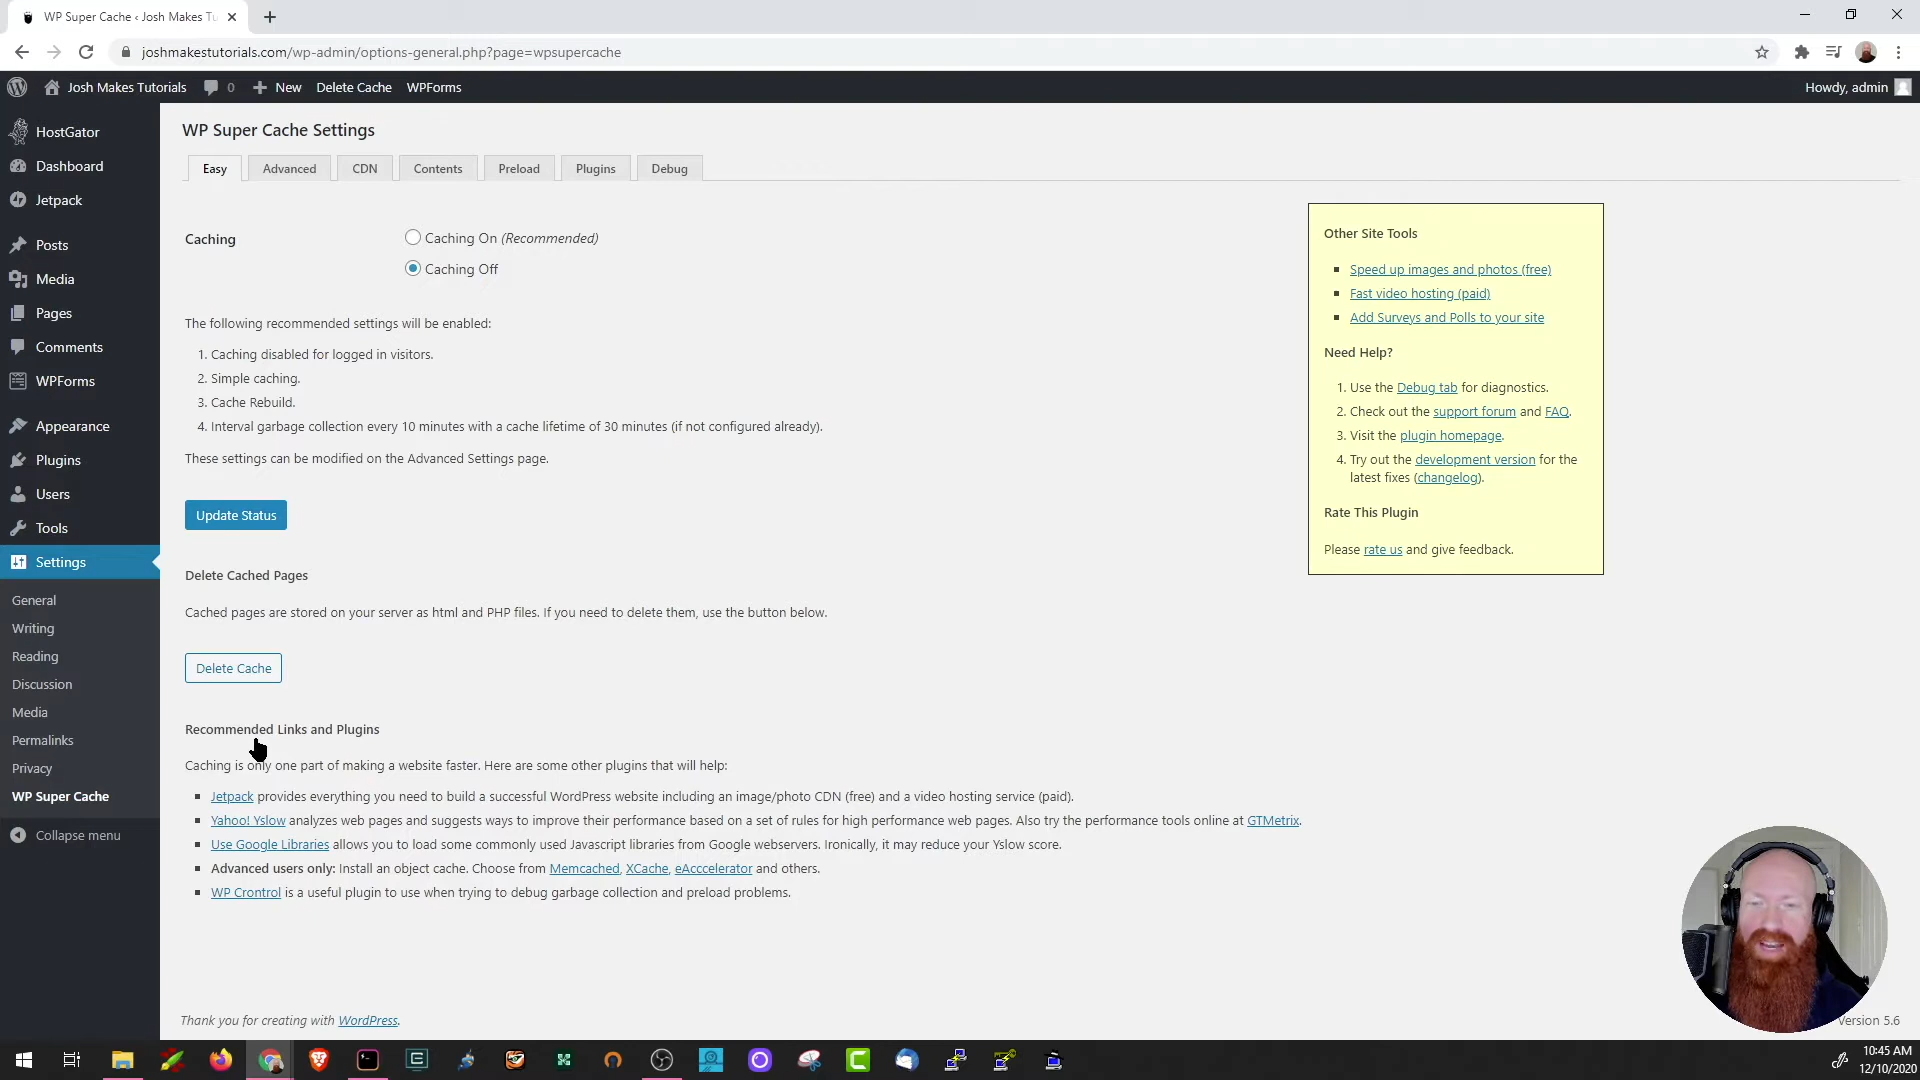 WP Super Cache ‹ Josh Makes Tu
joshmakestutorials.com/wp-admin/options-general.php?page=wpsupercache
Josh Makes Tutorials 0 New Delete Cache WPForms Howdy, admin
HostGator
Dashboard
Jetpack
Posts
Media
Pages
Comments
WPForms
Appearance
Plugins
Users
Tools
Settings
General
Writing
Reading
Discussion
Media
Permalinks
Privacy
WP Super Cache
Collapse menu
WP Super Cache Settings
Easy Advanced CDN Contents Preload Plugins Debug
Caching
Caching On (Recommended)
Caching Off
The following recommended settings will be enabled:
1. Caching disabled for logged in visitors.
2. Simple caching.
3. Cache Rebuild.
4. Interval garbage collection every 10 minutes with a cache lifetime of 30 minutes (if not configured already).
These settings can be modified on the Advanced Settings page.
Update Status
Delete Cached Pages
Cached pages are stored on your server as html and PHP files. If you need to delete them, use the button below.
Delete Cache
Recommended Links and Plugins
Caching is only one part of making a website faster. Here are some other plugins that will help:
Jetpack provides everything you need to build a successful WordPress website including an image/photo CDN (free) and a video hosting service (paid).
Yahoo! Yslow analyzes web pages and suggests ways to improve their performance based on a set of rules for high performance web pages. Also try the performance tools online at GTMetrix.
Use Google Libraries allows you to load some commonly used Javascript libraries from Google webservers. Ironically, it may reduce your Yslow score.
Advanced users only: Install an object cache. Choose from Memcached, XCache, eAcccelerator and others.
WP Crontrol is a useful plugin to use when trying to debug garbage collection and preload problems.
Other Site Tools
Speed up images and photos (free)
Fast video hosting (paid)
Add Surveys and Polls to your site
Need Help?
1. Use the Debug tab for diagnostics.
2. Check out the support forum and FAQ.
3. Visit the plugin homepage.
4. Try out the development version for the
latest fixes (changelog).
Rate This Plugin
Please rate us and give feedback.
Thank you for creating with WordPress.
Version 5.6
10:45 AM
12/10/2020